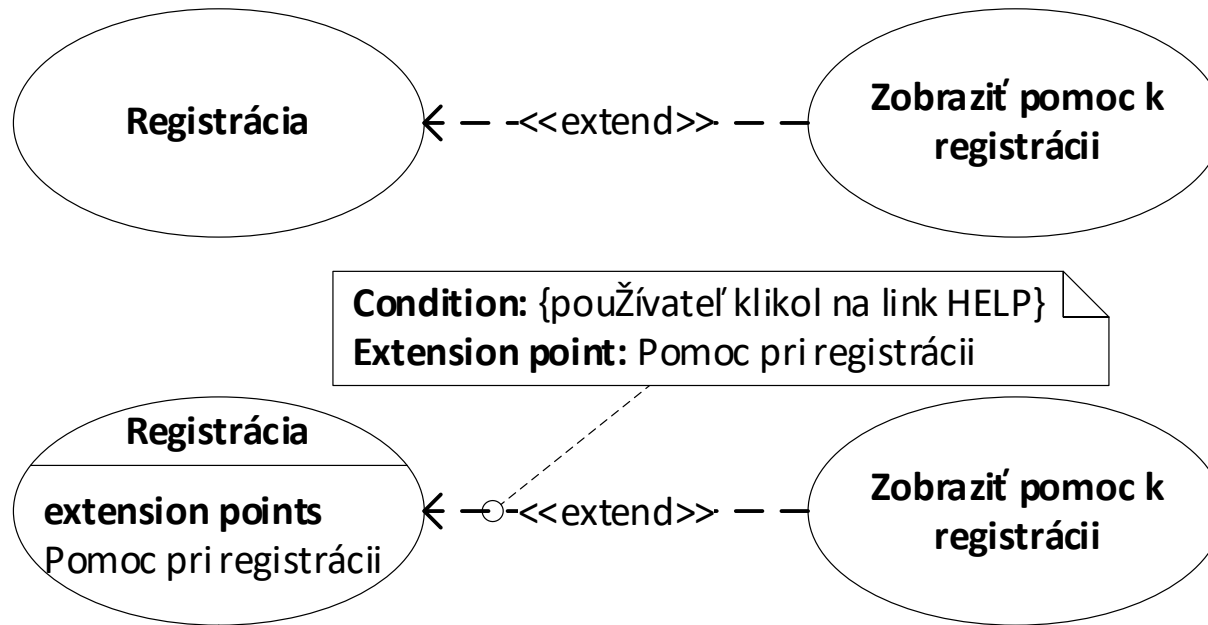 Registrácia
<<extend>>
Zobraziť pomoc k
registrácii
Condition: {použŽívateľ klikol na link HELP}
Extension point: Pomoc pri registrácii
Registrácia
extension points
Pomoc pri registrácii
<<extend>>
Zobraziť pomoc k
registrácii